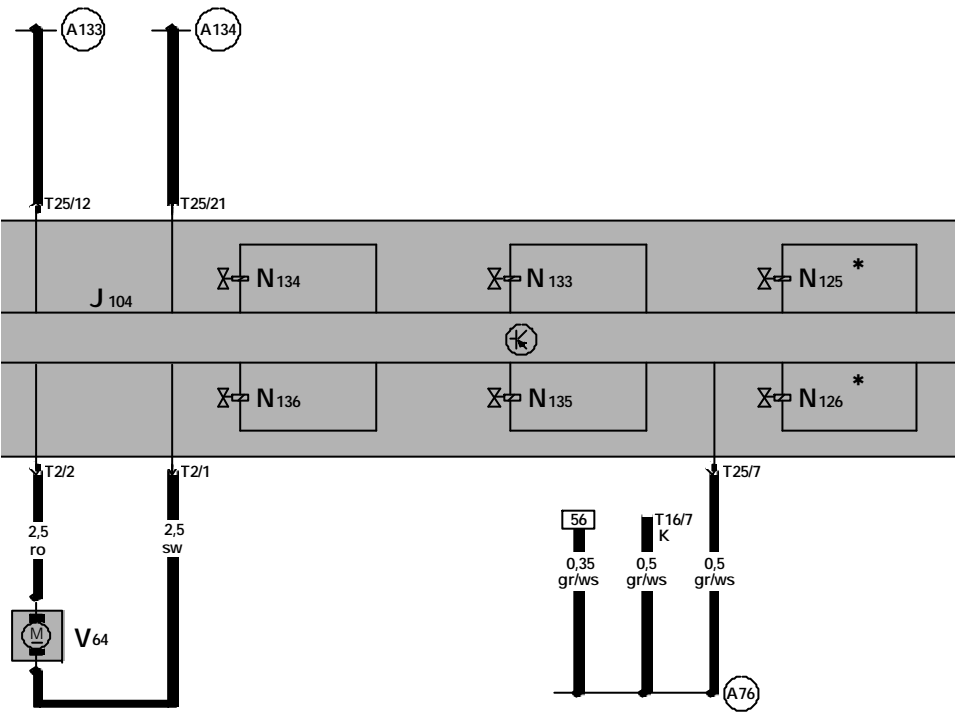 A133
A134
T25/12
T25/21
N134
N133
N125 *
J 104
N136
N135
N126 *
T2/2
T2/1
T25/7
56
T16/7
K
2,5
ro
2,5
sw
0,35
gr/ws
0,5
gr/ws
0,5
gr/ws
M
V64
A76